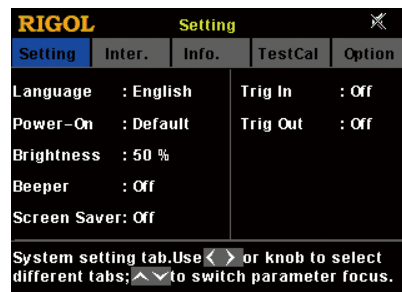 RIGOL Setting
Setting Inter. Info. TestCal Option
Language : English Trig In : Off
Power-On : Default Trig Out : Off
Brightness : 50 %
Beeper : Off
Screen Saver: Off
System setting tab.Use < > or knob to select
different tabs; to switch parameter focus.